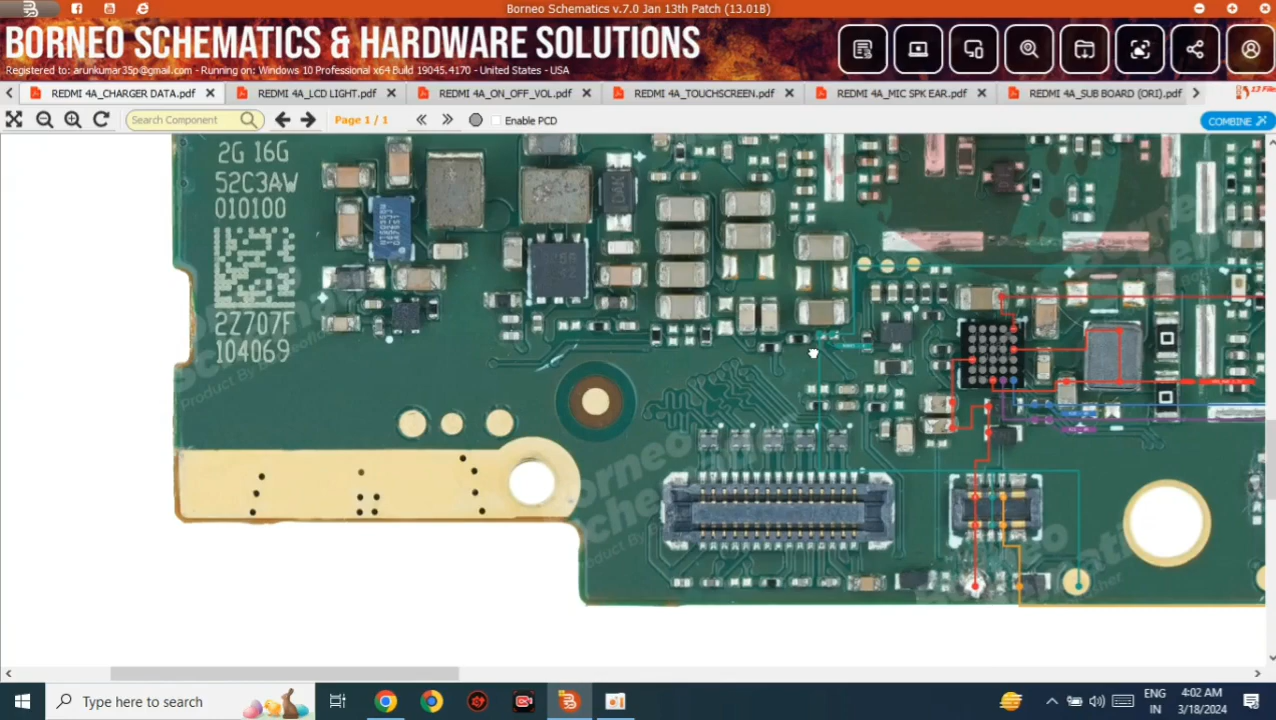 Borneo Schematics v.7.0 Jan 13th Patch (13.01B)
BORNEO SCHEMATICS & HARDWARE SOLUTIONS
Registered to: arunkumar35p@gmail.com - Running on: Windows 10 Professional x64 Build 19045.4170 - United States - USA
REDMI 4A_CHARGER DATA.pdf
REDMI 4A_LCD LIGHT.pdf
REDMI 4A_ON_OFF_VOL.pdf
REDMI 4A_TOUCHSCREEN.pdf
REDMI 4A_MIC SPK EAR.pdf
REDMI 4A_SUB BOARD (ORI).pdf
13 File
Search Component
Page 1 / 1
Enable PCD
COMBINE
2G 16G
52C3AW
010100
2Z707F
104069
Borneo
Type here to search
ENG
IN
4:02 AM
3/18/2024